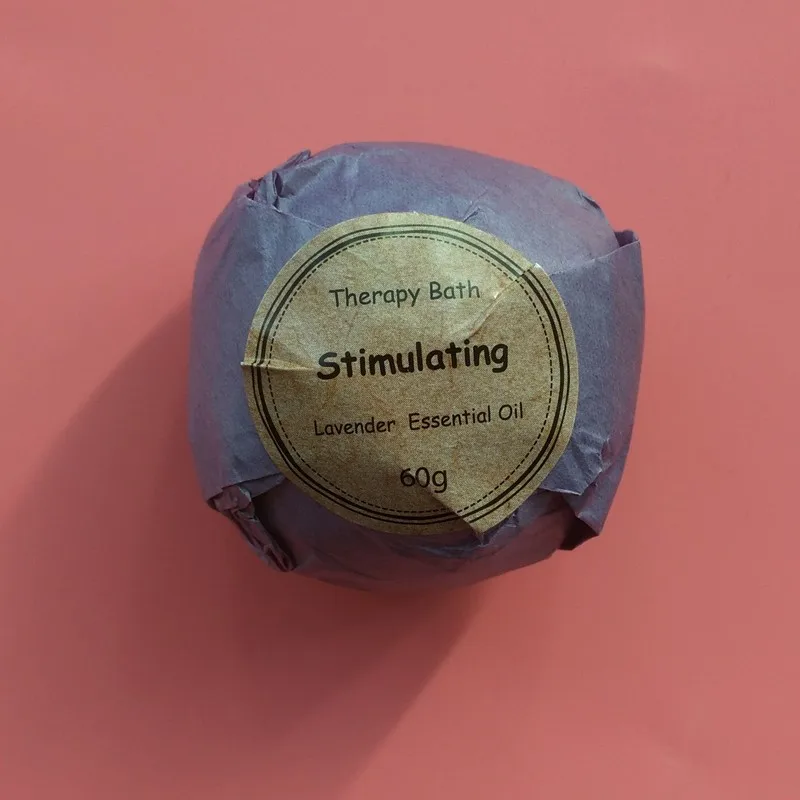 Therapy Bath
Stimulating
Lavender Essential Oil
60g